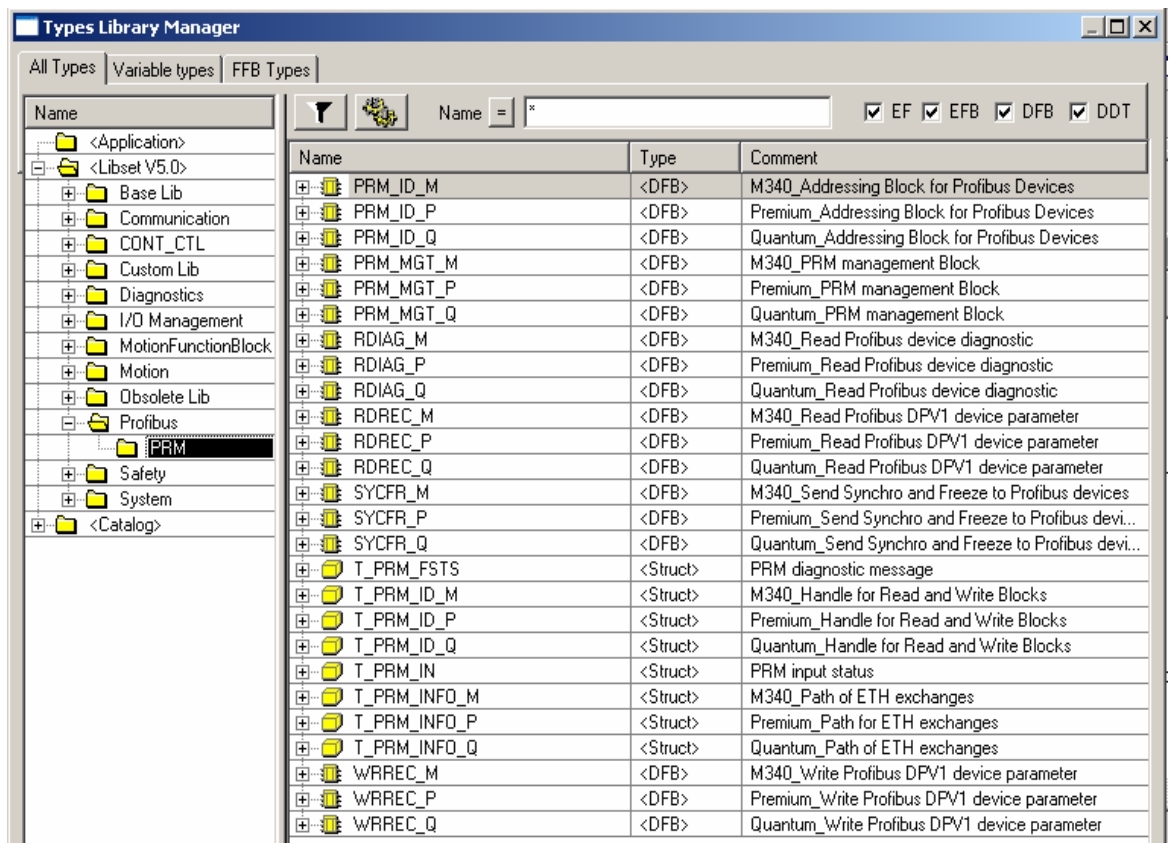 Types Library Manager
All Types Variable types FFB Types
Name = * EF EFB DFB DDT
Name
<Application>
<Libset V5.0>
Base Lib
Communication
CONT_CTL
Custom Lib
Diagnostics
I/O Management
MotionFunctionBlock
Motion
Obsolete Lib
Profibus
PRM
Safety
System
<Catalog>
Name Type Comment
PRM_ID_M <DFB> M340_Addressing Block for Profibus Devices
PRM_ID_P <DFB> Premium_Addressing Block for Profibus Devices
PRM_ID_Q <DFB> Quantum_Addressing Block for Profibus Devices
PRM_MGT_M <DFB> M340_PRM management Block
PRM_MGT_P <DFB> Premium_PRM management Block
PRM_MGT_Q <DFB> Quantum_PRM management Block
RDIAG_M <DFB> M340_Read Profibus device diagnostic
RDIAG_P <DFB> Premium_Read Profibus device diagnostic
RDIAG_Q <DFB> Quantum_Read Profibus device diagnostic
RDREC_M <DFB> M340_Read Profibus DPV1 device parameter
RDREC_P <DFB> Premium_Read Profibus DPV1 device parameter
RDREC_Q <DFB> Quantum_Read Profibus DPV1 device parameter
SYCFR_M <DFB> M340_Send Synchro and Freeze to Profibus devices
SYCFR_P <DFB> Premium_Send Synchro and Freeze to Profibus devi...
SYCFR_Q <DFB> Quantum_Send Synchro and Freeze to Profibus devi...
T_PRM_FSTS <Struct> PRM diagnostic message
T_PRM_ID_M <Struct> M340_Handle for Read and Write Blocks
T_PRM_ID_P <Struct> Premium_Handle for Read and Write Blocks
T_PRM_ID_Q <Struct> Quantum_Handle for Read and Write Blocks
T_PRM_IN <Struct> PRM input status
T_PRM_INFO_M <Struct> M340_Path of ETH exchanges
T_PRM_INFO_P <Struct> Premium_Path for ETH exchanges
T_PRM_INFO_Q <Struct> Quantum_Path of ETH exchanges
WRREC_M <DFB> M340_Write Profibus DPV1 device parameter
WRREC_P <DFB> Premium_Write Profibus DPV1 device parameter
WRREC_Q <DFB> Quantum_Write Profibus DPV1 device parameter